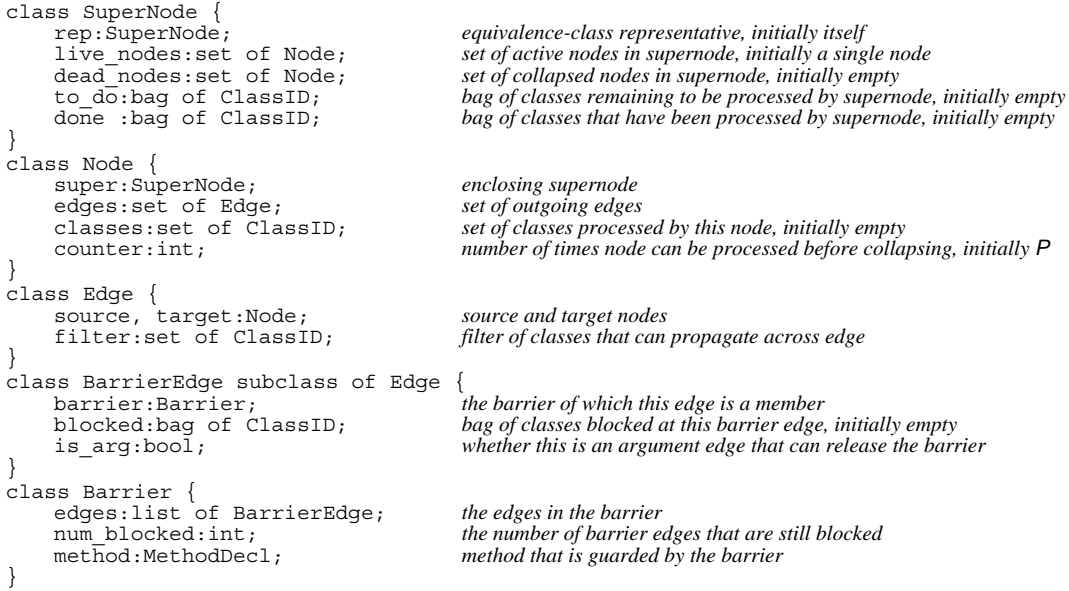 class SuperNode {
rep:SuperNode; equivalence-class representative, initially itself
live_nodes:set of Node; set of active nodes in supernode, initially a single node
dead_nodes:set of Node; set of collapsed nodes in supernode, initially empty
to_do:bag of ClassID; bag of classes remaining to be processed by supernode, initially empty
done :bag of ClassID; bag of classes that have been processed by supernode, initially empty
}
class Node {
super:SuperNode; enclosing supernode
edges:set of Edge; set of outgoing edges
classes:set of ClassID; set of classes processed by this node, initially empty
counter:int; number of times node can be processed before collapsing, initially P
}
class Edge {
source, target:Node; source and target nodes
filter:set of ClassID; filter of classes that can propagate across edge
}
class BarrierEdge subclass of Edge {
barrier:Barrier; the barrier of which this edge is a member
blocked:bag of ClassID; bag of classes blocked at this barrier edge, initially empty
is_arg:bool; whether this is an argument edge that can release the barrier
}
class Barrier {
edges:list of BarrierEdge; the edges in the barrier
num_blocked:int; the number of barrier edges that are still blocked
method:MethodDecl; method that is guarded by the barrier
}